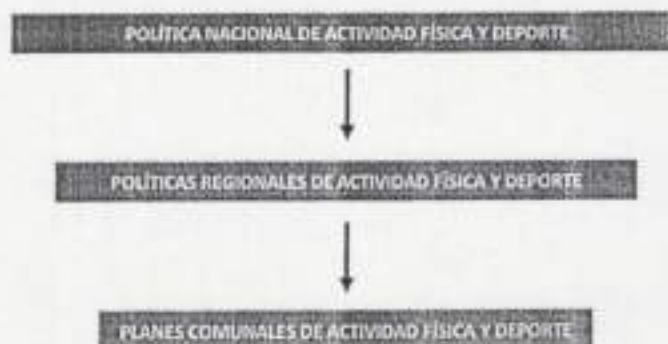 POLÍTICA NACIONAL DE ACTIVIDAD FÍSICA Y DEPORTE
POLÍTICAS REGIONALES DE ACTIVIDAD FÍSICA Y DEPORTE
PLANES COMUNALES DE ACTIVIDAD FÍSICA Y DEPORTE